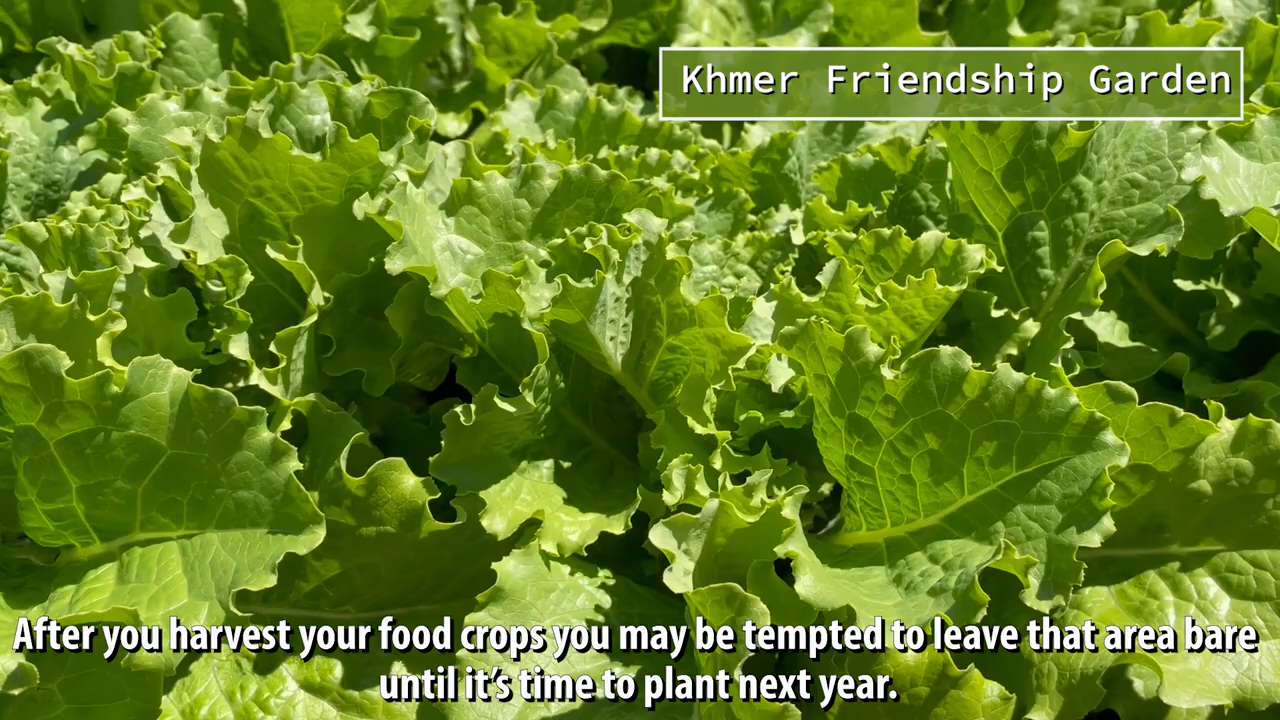 Khmer Friendship Garden
After you harvest your food crops you may be tempted to leave that area bare
until it's time to plant next year.